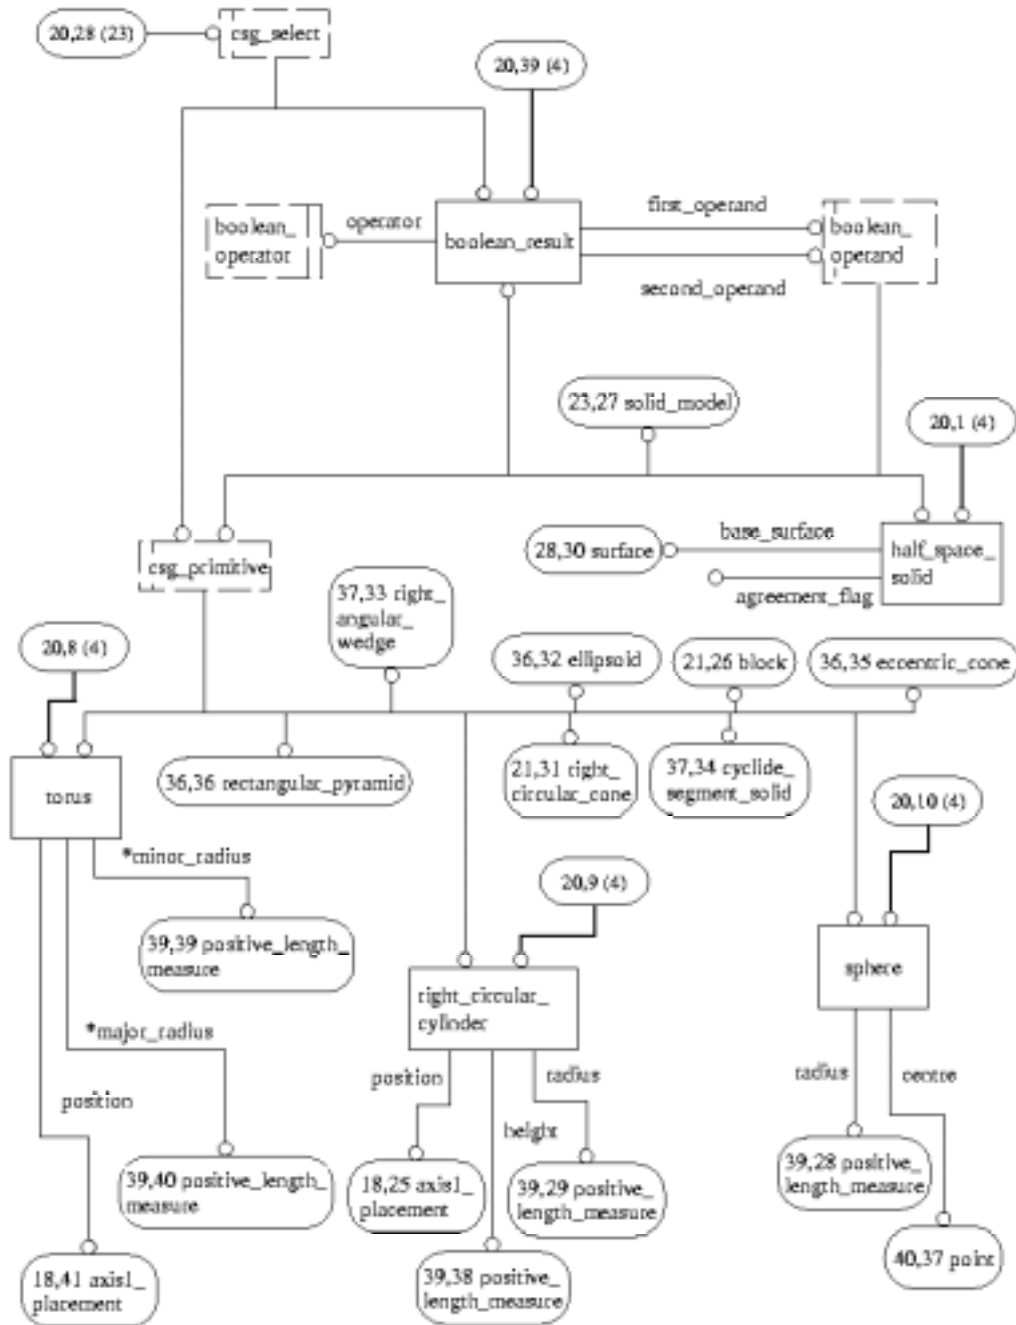 20,28 (23)
csg_select
20,39 (4)
boolean_
operator
operator
boolean_result
first_operand
second_operand
boolean_
operand
23,27 solid_model
20,1 (4)
28,30 surface
base_surface
agreement_flag
half_space_
solid
csg_primitive
37,33 right_
angular_
wedge
20,8 (4)
36,32 ellipsoid
21,26 block
36,35 eccentric_cone
torus
36,36 rectangular_pyramid
21,31 right_
circular_cone
37,34 cyclide_
segment_solid
20,10 (4)
*minor_radius
20,9 (4)
39,39 positive_length_
measure
right_circular_
cylinder
sphere
*major_radius
position
position
radius
height
radius
centre
39,40 positive_length_
measure
18,25 axis1_
placement
39,29 positive_
length_measure
39,28 positive_
length_measure
18,41 axis1_
placement
39,38 positive_
length_measure
40,37 point